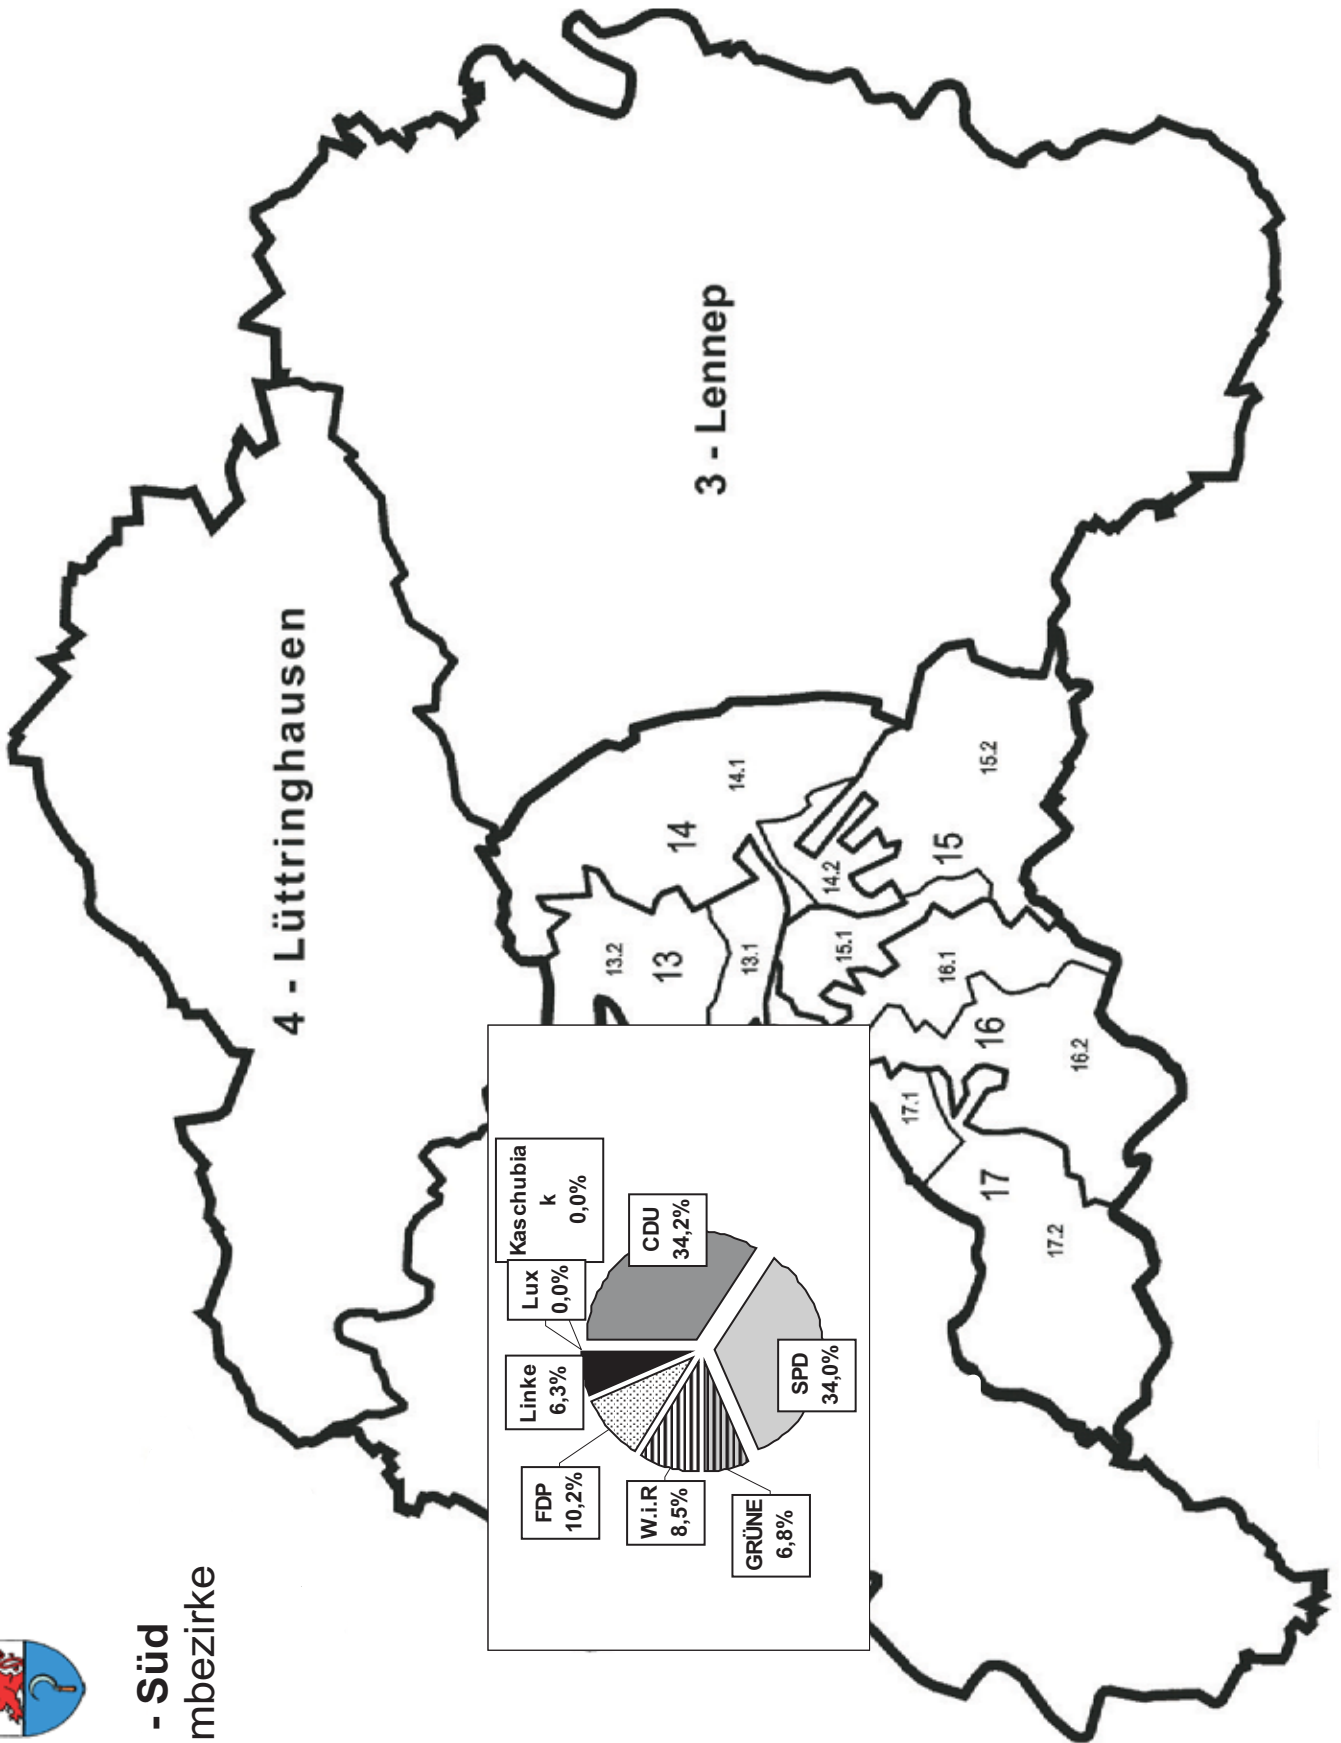 - Süd
mbezirke
4 - Lüttringhausen
3 - Lennep
14
14.1
14.2
13
13.2
13.1
15
15.1
15.2
16
16.1
16.2
17
17.1
17.2
Kaschubia
k
0,0%
Lux
0,0%
Linke
6,3%
FDP
10,2%
W.i.R
8,5%
GRÜNE
6,8%
SPD
34,0%
CDU
34,2%